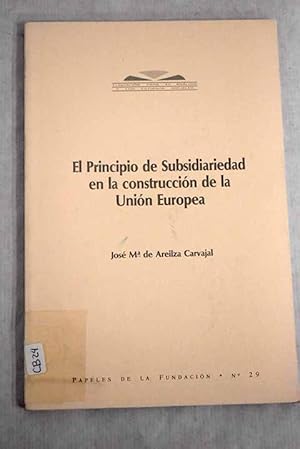 El Principio de Subsidiariedad
en la construcción de la
Unión Europea
José Mª de Areilza Carvajal
CB 24
PAPELES DE LA FUNDACIÓN • Nº 29